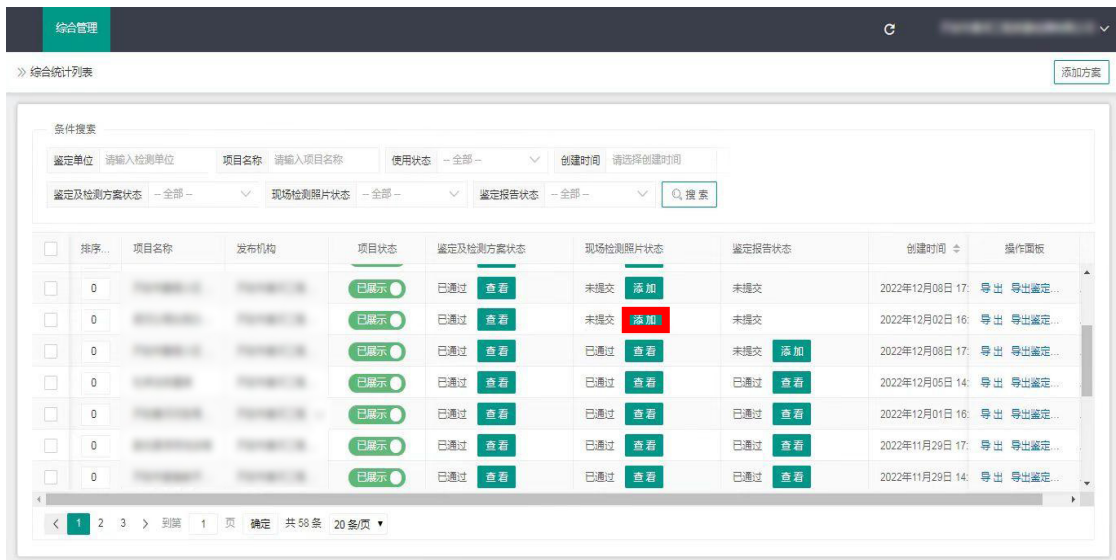 综合管理
综合统计列表 添加方案
条件搜索
鉴定单位 请输入检测单位 项目名称 请输入项目名称 使用状态 -- 全部 -- 创建时间 请选择创建时间
鉴定及检测方案状态 -- 全部 -- 现场检测照片状态 -- 全部 -- 鉴定报告状态 -- 全部 -- 搜 索
排序... 项目名称 发布机构 项目状态 鉴定及检测方案状态 现场检测照片状态 鉴定报告状态 创建时间 操作面板
0 已展示 已通过 查看 未提交 添加 未提交 2022年12月08日 17: 导 出 导出鉴定...
0 已展示 已通过 查看 未提交 添加 未提交 2022年12月02日 16: 导 出 导出鉴定...
0 已展示 已通过 查看 已通过 查看 未提交 添加 2022年12月08日 17: 导 出 导出鉴定...
0 已展示 已通过 查看 已通过 查看 已通过 查看 2022年12月05日 14: 导 出 导出鉴定...
0 已展示 已通过 查看 已通过 查看 已通过 查看 2022年12月01日 16: 导 出 导出鉴定...
0 已展示 已通过 查看 已通过 查看 已通过 查看 2022年11月29日 17: 导 出 导出鉴定...
0 已展示 已通过 查看 已通过 查看 已通过 查看 2022年11月29日 14: 导 出 导出鉴定...
1 2 3 到第 1 页 确定 共 58 条 20 条/页